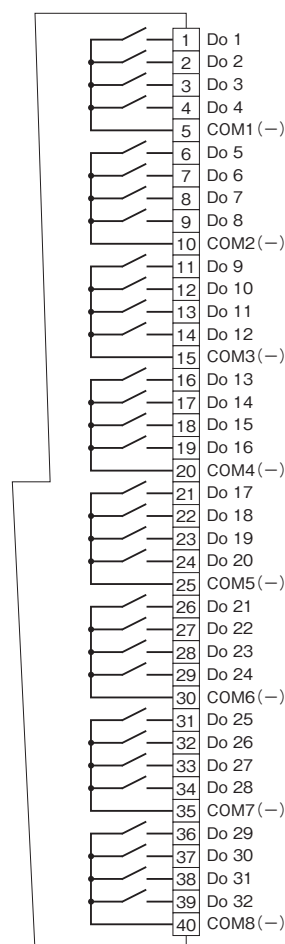 1 Do 1
2 Do 2
3 Do 3
4 Do 4
5 COM1(−)
6 Do 5
7 Do 6
8 Do 7
9 Do 8
10 COM2(−)
11 Do 9
12 Do 10
13 Do 11
14 Do 12
15 COM3(−)
16 Do 13
17 Do 14
18 Do 15
19 Do 16
20 COM4(−)
21 Do 17
22 Do 18
23 Do 19
24 Do 20
25 COM5(−)
26 Do 21
27 Do 22
28 Do 23
29 Do 24
30 COM6(−)
31 Do 25
32 Do 26
33 Do 27
34 Do 28
35 COM7(−)
36 Do 29
37 Do 30
38 Do 31
39 Do 32
40 COM8(−)